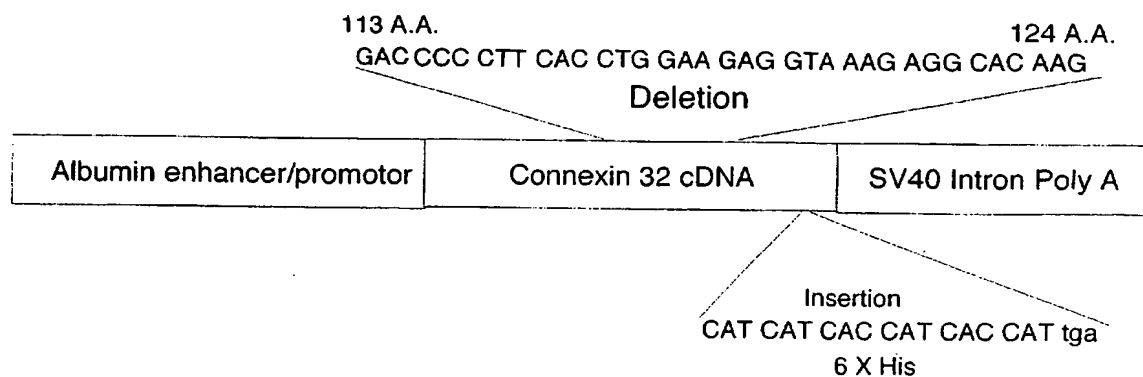 113 A.A. 124 A.A.
GAC CCC CTT CAC CTG GAA GAG GTA AAG AGG CAC AAG
Deletion
Albumin enhancer/promotor Connexin 32 cDNA SV40 Intron Poly A
Insertion
CAT CAT CAC CAT CAC CAT tga
6 X His